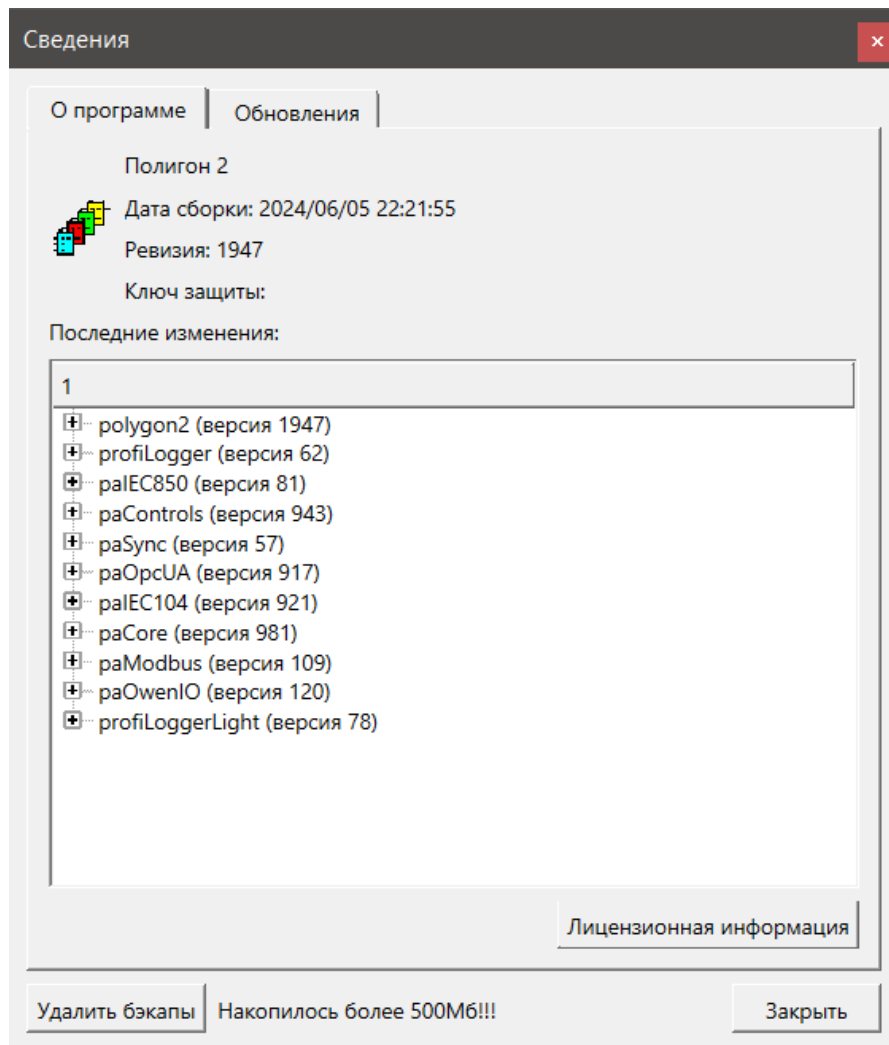 Сведения
О программе
Обновления
Полигон 2
Дата сборки: 2024/06/05 22:21:55
Ревизия: 1947
Ключ защиты:
Последние изменения:
1
polygon2 (версия 1947)
profiLogger (версия 62)
paIEC850 (версия 81)
paControls (версия 943)
paSync (версия 57)
paOpcUA (версия 917)
paIEC104 (версия 921)
paCore (версия 981)
paModbus (версия 109)
paOwenIO (версия 120)
profiLoggerLight (версия 78)
Лицензионная информация
Удалить бэкапы
Накопилось более 500Мб!!!
Закрыть